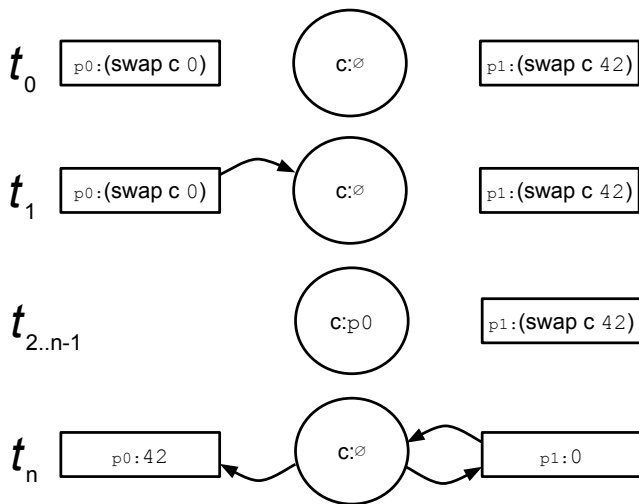 t0 p0:(swap c 0) c:∅ p1:(swap c 42)
t1 p0:(swap c 0) c:∅ p1:(swap c 42)
t2..n-1 c:p0 p1:(swap c 42)
tn p0:42 c:∅ p1:0